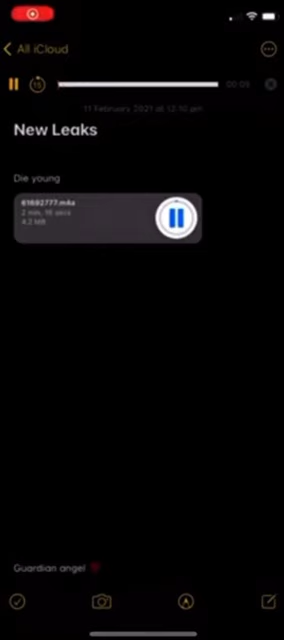 All iCloud
15
00:09
11 February 2021 at 12:10 pm
New Leaks
Die young
61692777.m4a
2 min, 16 secs
4.2 MB
Guardian angel